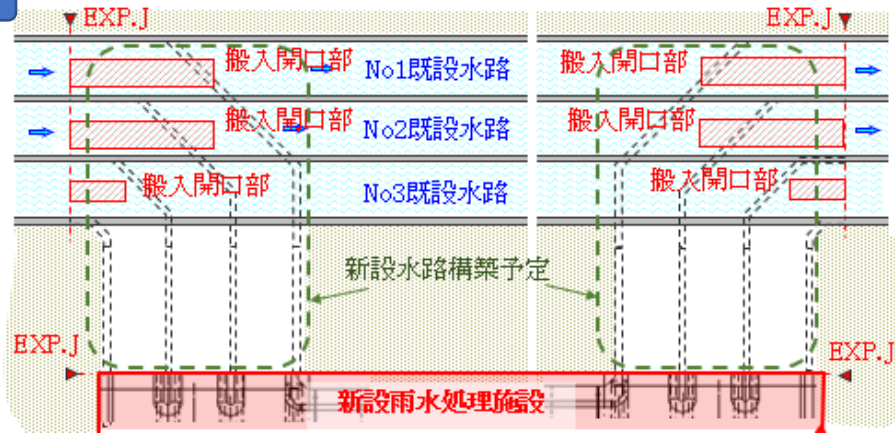 EXP.J
EXP.J
搬入開口部
No1既設水路
搬入開口部
搬入開口部
No2既設水路
搬入開口部
搬入開口部
No3既設水路
搬入開口部
新設水路構築予定
EXP.J
EXP.J
新設雨水処理施設